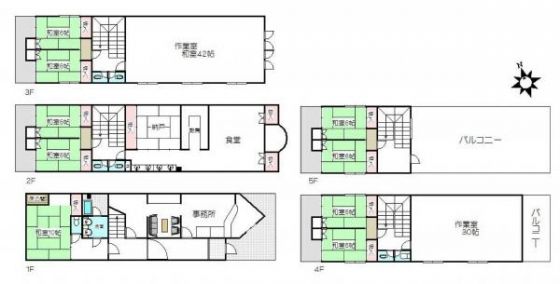 和室6帖
和室6帖
作業室
和室42帖
3F
和室6帖
和室6帖
納戸
厨房
食堂
2F
和室10帖
事務所
1F
和室6帖
和室6帖
バルコニー
5F
和室6帖
和室6帖
作業室
30帖
バルコニー
4F